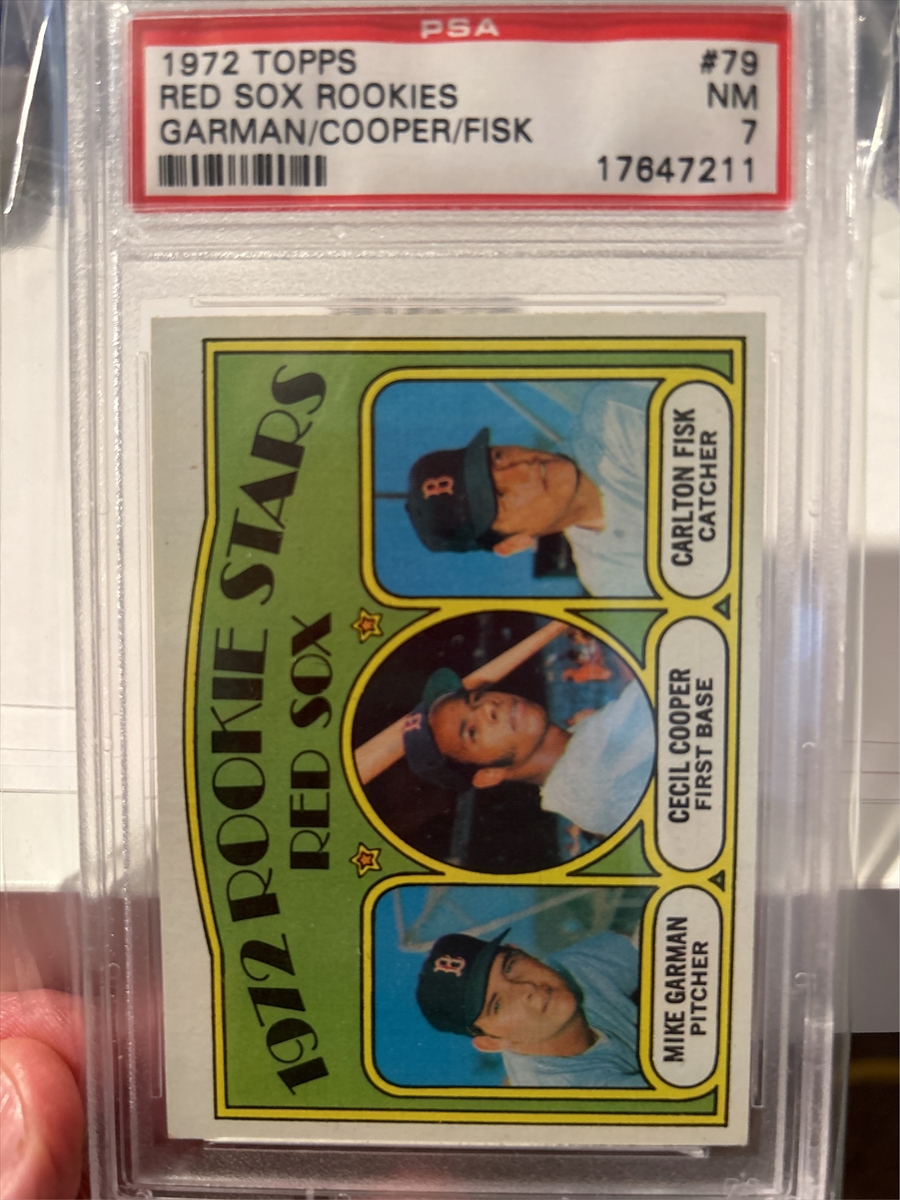 PSA
1972 TOPPS #79
RED SOX ROOKIES NM
GARMAN/COOPER/FISK 7
17647211
1972 ROOKIE STARS
RED SOX
B
B
B
MIKE GARMAN
PITCHER
CECIL COOPER
FIRST BASE
CARLTON FISK
CATCHER